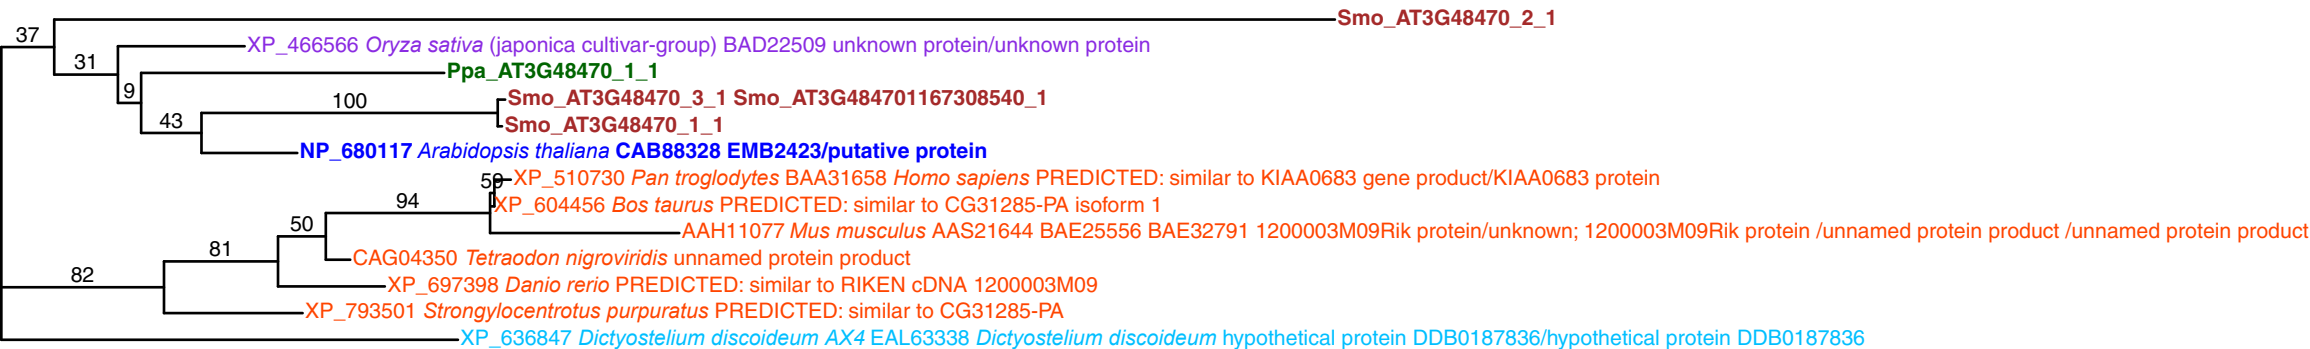 Smo_AT3G48470_2_1
37
XP_466566 Oryza sativa (japonica cultivar-group) BAD22509 unknown protein/unknown protein
31
Ppa_AT3G48470_1_1
9
100
Smo_AT3G48470_3_1 Smo_AT3G484701167308540_1
43
Smo_AT3G48470_1_1
NP_680117 Arabidopsis thaliana CAB88328 EMB2423/putative protein
59
XP_510730 Pan troglodytes BAA31658 Homo sapiens PREDICTED: similar to KIAA0683 gene product/KIAA0683 protein
94
XP_604456 Bos taurus PREDICTED: similar to CG31285-PA isoform 1
50
AAH11077 Mus musculus AAS21644 BAE25556 BAE32791 1200003M09Rik protein/unknown; 1200003M09Rik protein /unnamed protein product /unnamed protein product
81
CAG04350 Tetraodon nigroviridis unnamed protein product
82
XP_697398 Danio rerio PREDICTED: similar to RIKEN cDNA 1200003M09
XP_793501 Strongylocentrotus purpuratus PREDICTED: similar to CG31285-PA
XP_636847 Dictyostelium discoideum AX4 EAL63338 Dictyostelium discoideum hypothetical protein DDB0187836/hypothetical protein DDB0187836